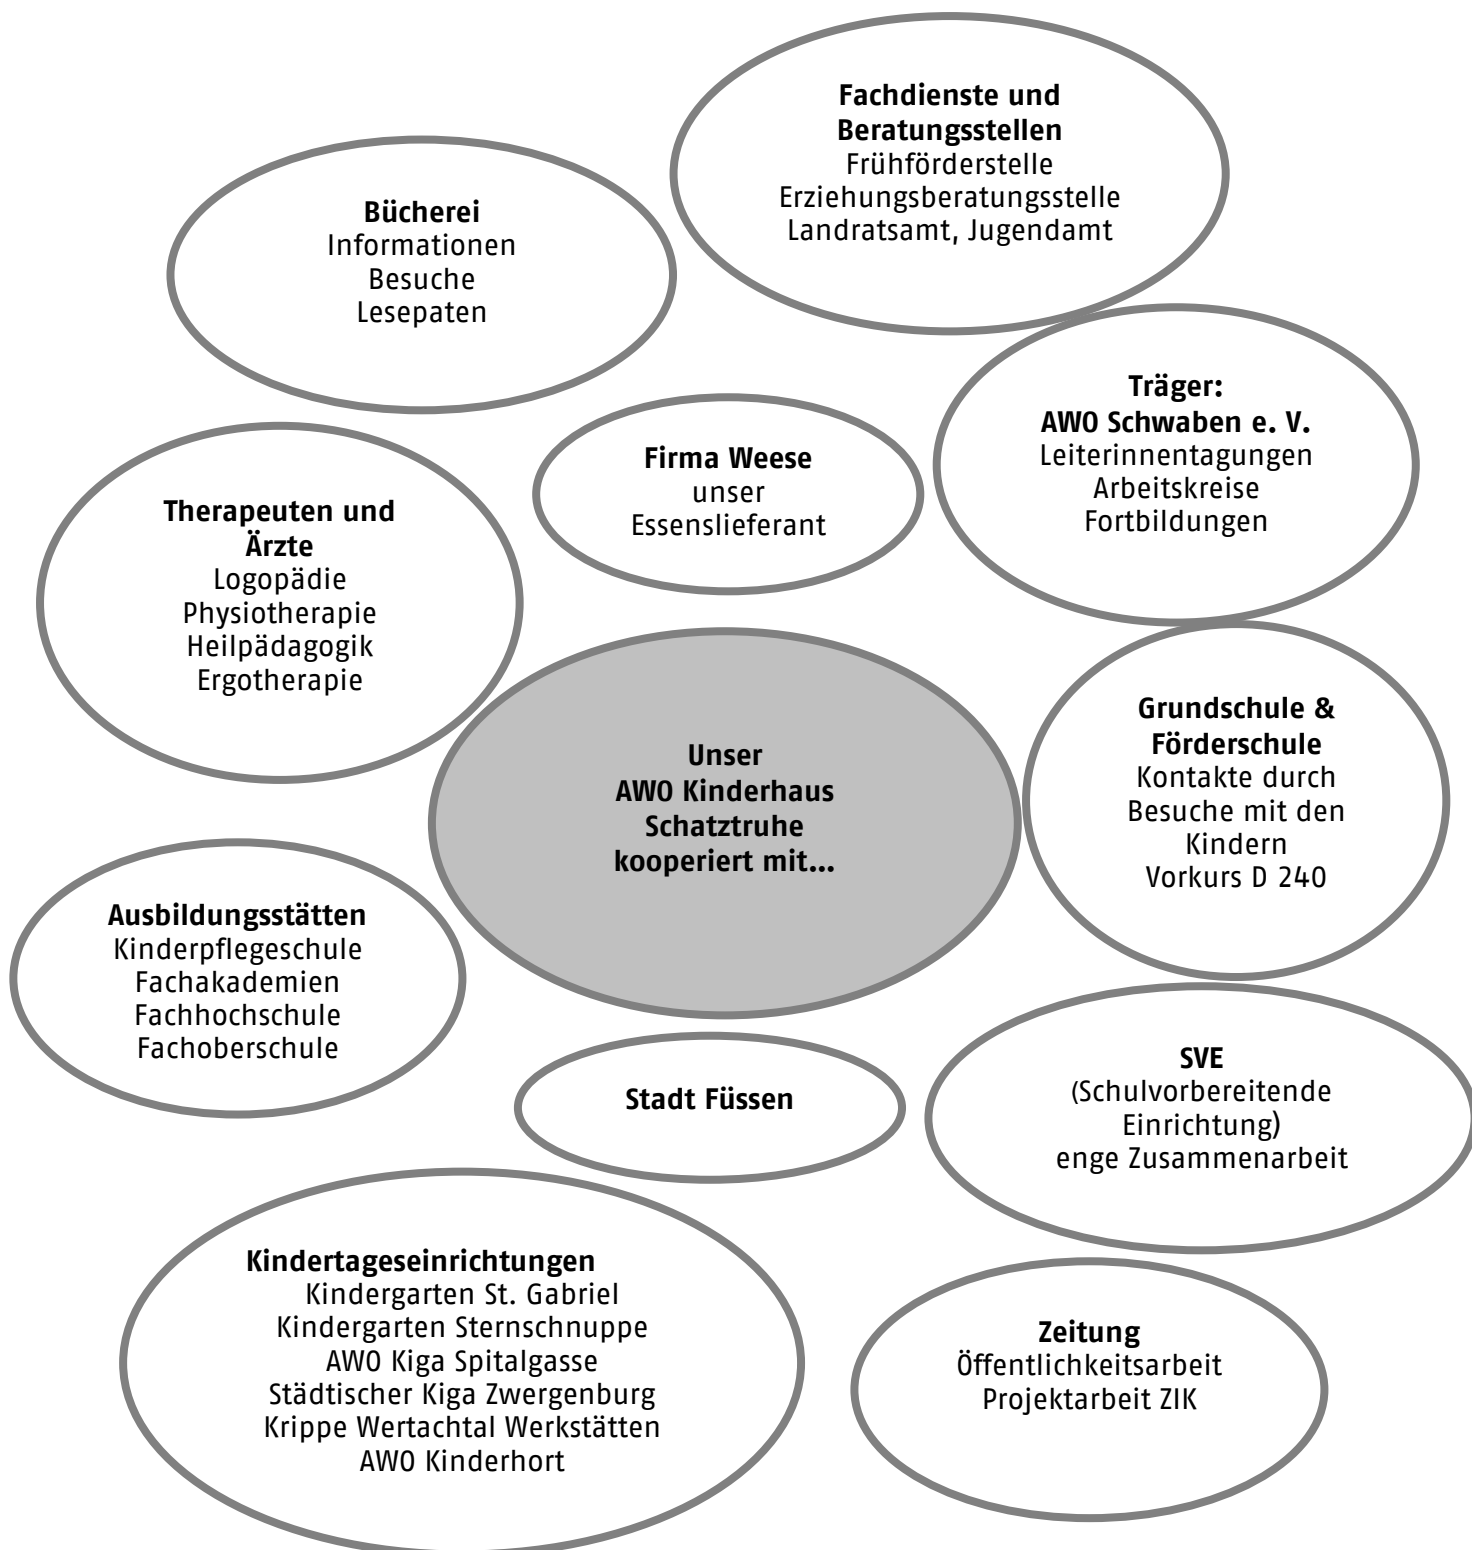 Fachdienste und
Beratungsstellen
Frühförderstelle
Erziehungsberatungsstelle
Landratsamt, Jugendamt
Bücherei
Informationen
Besuche
Lesepaten
Träger:
AWO Schwaben e. V.
Leiterinnentagungen
Arbeitskreise
Fortbildungen
Firma Weese
unser
Essenslieferant
Therapeuten und
Ärzte
Logopädie
Physiotherapie
Heilpädagogik
Ergotherapie
Grundschule &
Förderschule
Kontakte durch
Besuche mit den
Kindern
Vorkurs D 240
Unser
AWO Kinderhaus
Schatztruhe
kooperiert mit...
Ausbildungsstätten
Kinderpflegeschule
Fachakademien
Fachhochschule
Fachoberschule
SVE
(Schulvorbereitende
Einrichtung)
enge Zusammenarbeit
Stadt Füssen
Kindertageseinrichtungen
Kindergarten St. Gabriel
Kindergarten Sternschnuppe
AWO Kiga Spitalgasse
Städtischer Kiga Zwergenburg
Krippe Wertachtal Werkstätten
AWO Kinderhort
Zeitung
Öffentlichkeitsarbeit
Projektarbeit ZIK